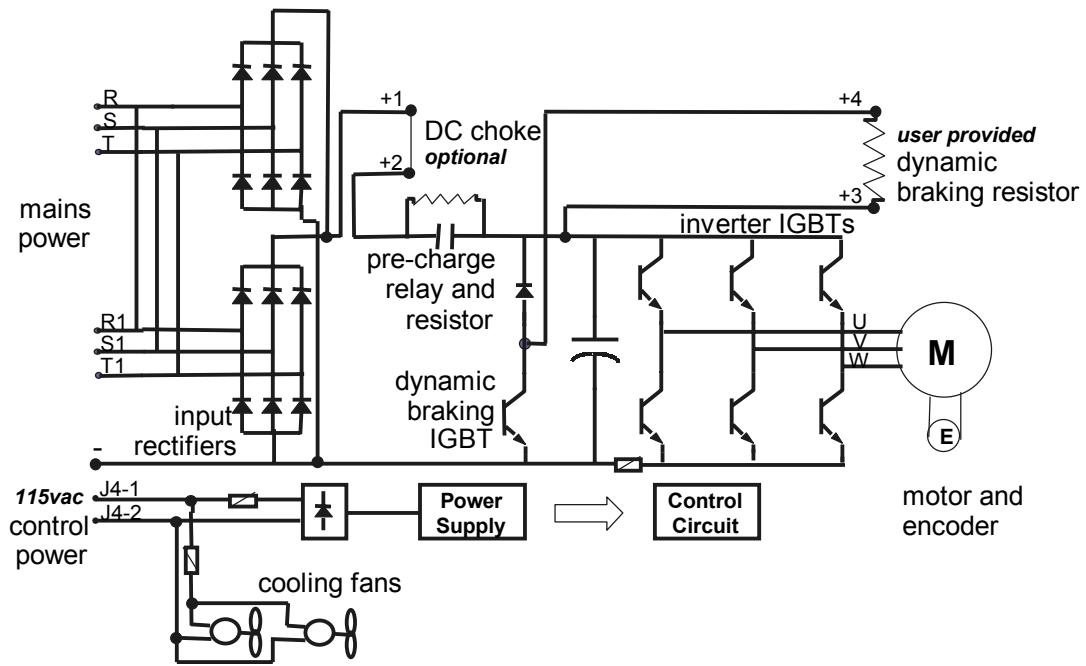 R
S
T
mains
power
+1
DC choke
optional
+2
+4
user provided
dynamic
braking resistor
+3
inverter IGBTs
pre-charge
relay and
resistor
R1
S1
T1
U
V
W
M
E
dynamic
braking
IGBT
input
rectifiers
-
115vac
control
power
J4-1
J4-2
Power
Supply
Control
Circuit
motor and
encoder
cooling fans